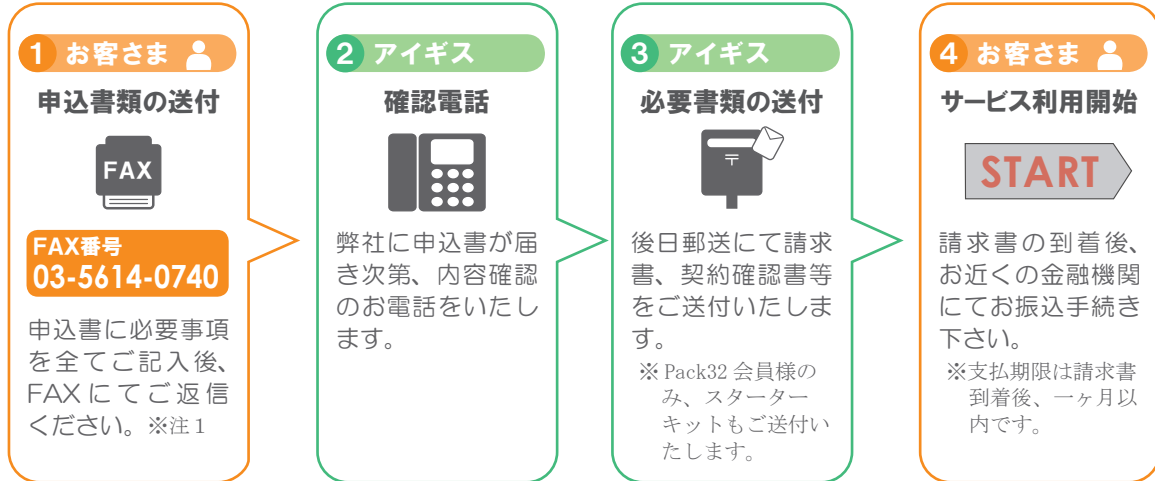 1 お客さま
申込書類の送付
FAX
FAX番号
03-5614-0740
申込書に必要事項
を全てご記入後、
FAXにてご返信
ください。※注1
2 アイギス
確認電話
弊社に申込書が届
き次第、内容確認
のお電話をいたし
ます。
3 アイギス
必要書類の送付
〒
後日郵送にて請求
書、契約確認書等
をご送付いたしま
す。
※Pack32 会員様の
み、スターター
キットもご送付い
たします。
4 お客さま
サービス利用開始
START
請求書の到着後、
お近くの金融機関
にてお振込手続き
下さい。
※支払期限は請求書
到着後、一ヶ月以
内です。